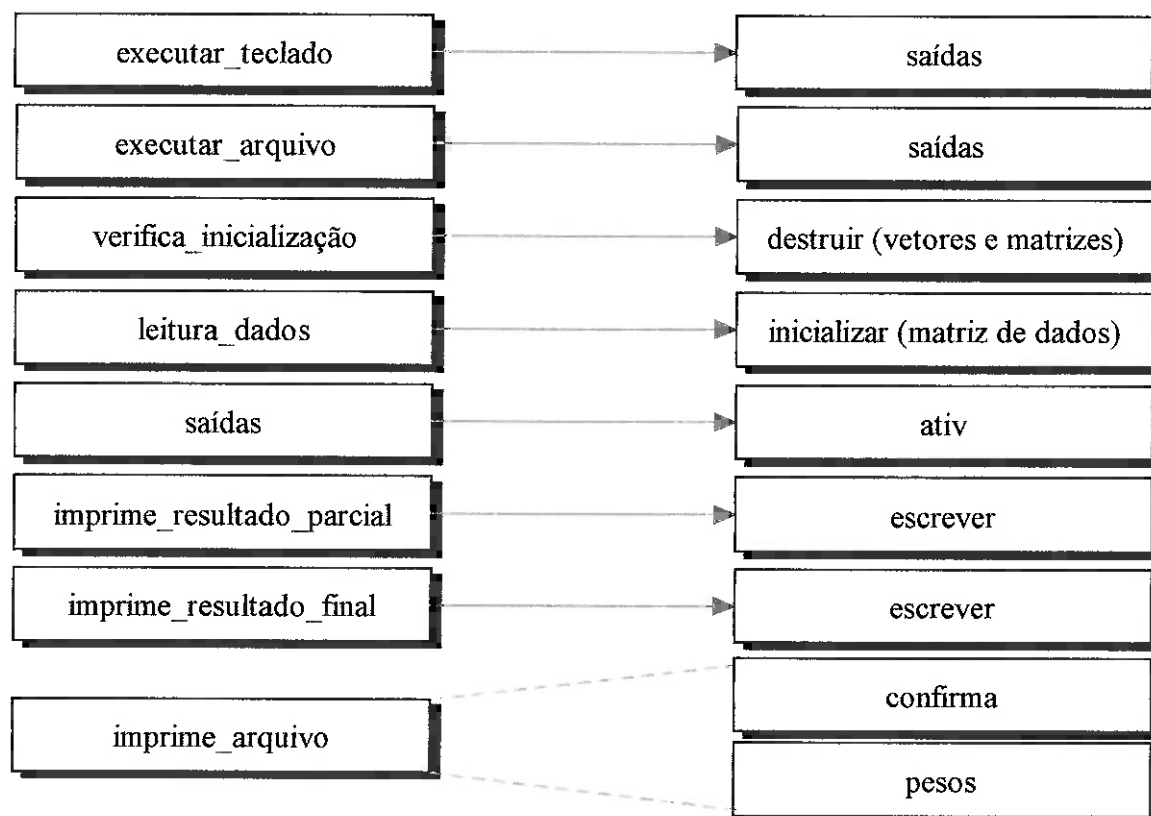 executar_teclado
saídas
executar_arquivo
saídas
verifica_inicialização
destruir (vetores e matrizes)
leitura_dados
inicializar (matriz de dados)
saídas
ativ
imprime_resultado_parcial
escrever
imprime_resultado_final
escrever
imprime_arquivo
confirma
pesos